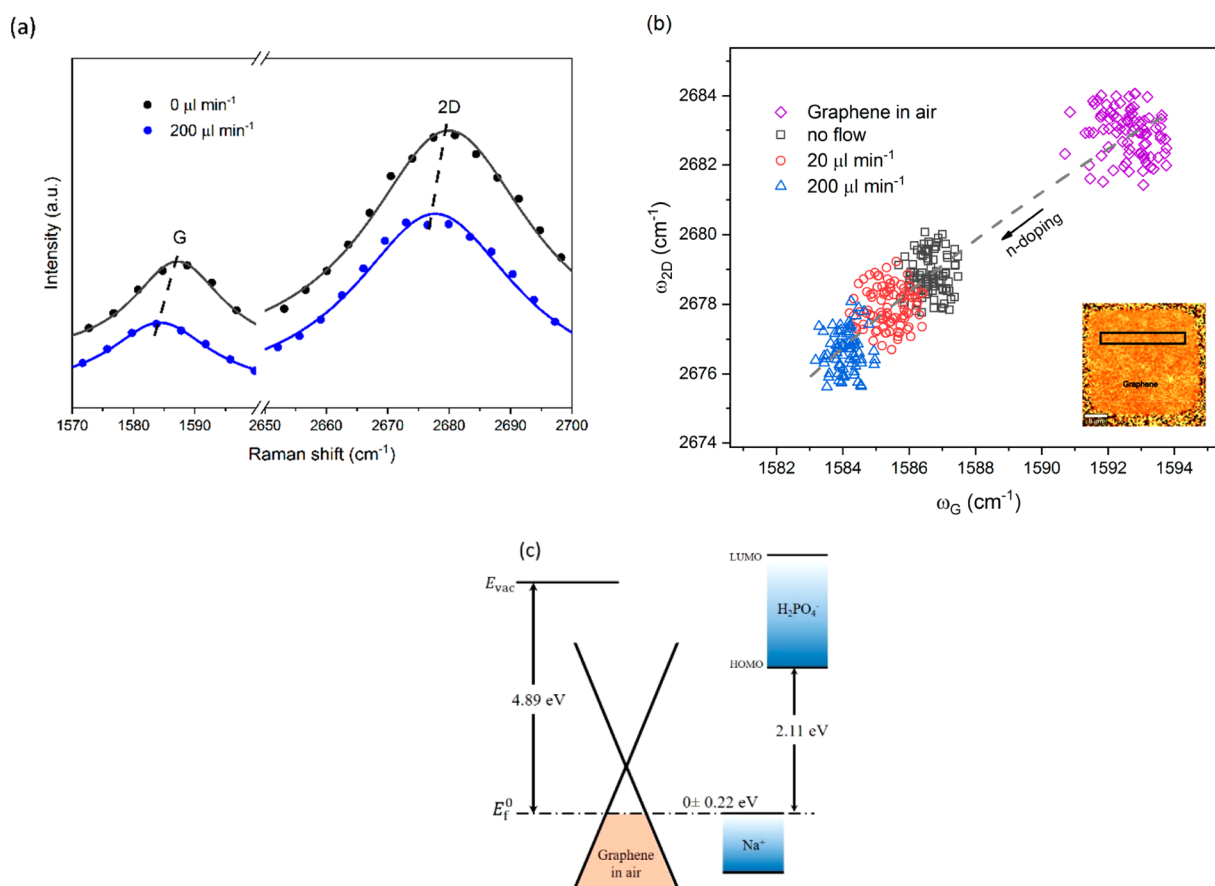 (a)
Intensity (a.u.)
0 μl min⁻¹
200 μl min⁻¹
G
2D
1570 1580 1590 2650 2660 2670 2680 2690 2700
Raman shift (cm⁻¹)
(b)
ω2D (cm⁻¹)
2684
2682
2680
2678
2676
2674
Graphene in air
no flow
20 μl min⁻¹
200 μl min⁻¹
n-doping
Graphene
1582 1584 1586 1588 1590 1592 1594
ωG (cm⁻¹)
(c)
Evac
4.89 eV
Ef⁰
Graphene
in air
0± 0.22 eV
Na⁺
LUMO
H₂PO₄⁻
HOMO
2.11 eV